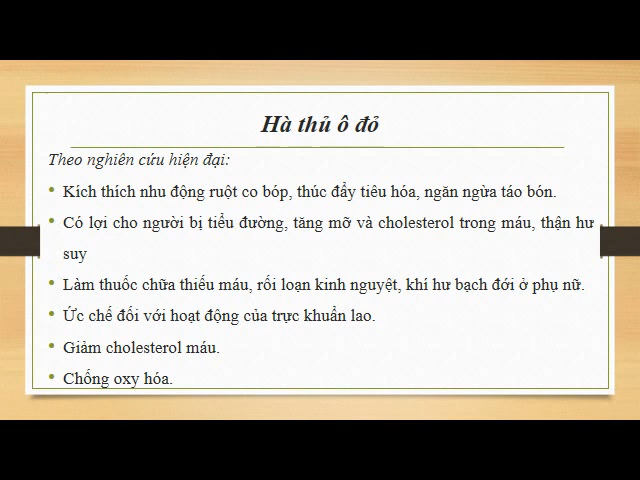 Hà thủ ô đỏ
Theo nghiên cứu hiện đại:
• Kích thích nhu động ruột co bóp, thúc đẩy tiêu hóa, ngăn ngừa táo bón.
• Có lợi cho người bị tiểu đường, tăng mỡ và cholesterol trong máu, thận hư
suy
• Làm thuốc chữa thiếu máu, rối loạn kinh nguyệt, khí hư bạch đới ở phụ nữ.
• Ức chế đối với hoạt động của trực khuẩn lao.
• Giảm cholesterol máu.
• Chống oxy hóa.